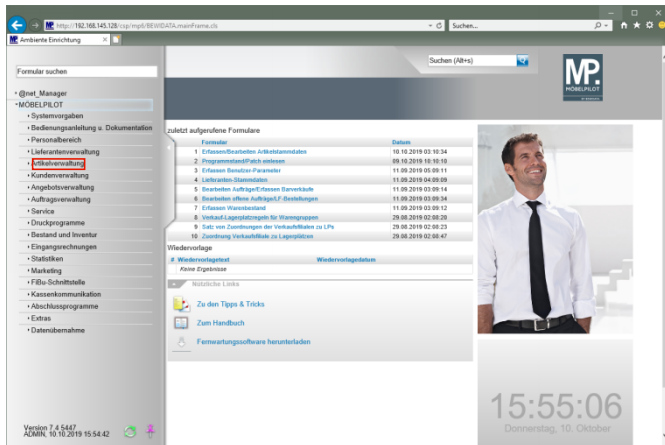 http://192.168.145.128/csp/mp6/BEWIDATA.mainFrame.cls
Suchen...
Ambiente Einrichtung
Suchen (Alt+s)
Formular suchen
MP.
MÖBELPILOT
@net_Manager
MÖBELPILOT
Systemvorgaben
Bedienungsanleitung u. Dokumentation
Personalbereich
Lieferantenverwaltung
Artikelverwaltung
Kundenverwaltung
Angebotsverwaltung
Auftragsverwaltung
Service
Druckprogramme
Bestand und Inventur
Eingangsrechnungen
Statistiken
Marketing
FiBu-Schnittstelle
Kassenkommunikation
Abschlussprogramme
Extras
Datenübernahme
Version 7.4 5447
ADMIN, 10.10.2019 15:54:42
zuletzt aufgerufene Formulare
Formular Datum
1 Erfassen/Bearbeiten Artikelstammdaten 10.10.2019 03:10:34
2 Programmstand/Patch einlesen 09.10.2019 10:10:10
3 Erfassen Benutzer-Parameter 11.09.2019 05:09:11
4 Lieferanten-Stammdaten 11.09.2019 04:09:09
5 Bearbeiten Aufträge/Erfassen Barverkäufe 11.09.2019 03:09:14
6 Bearbeiten offene Aufträge/LF-Bestellungen 11.09.2019 03:09:34
7 Erfassen Warenbestand 11.09.2019 03:09:12
8 Verkauf-Lagerplatzregeln für Warengruppen 29.08.2019 02:08:20
9 Satz von Zuordnungen der Verkaufsfilialen zu LPs 29.08.2019 02:08:23
10 Zuordnung Verkaufsfiliale zu Lagerplätzen 29.08.2019 02:08:47
Wiedervorlage
# Wiedervorlagetext Wiedervorlagedatum
Keine Ergebnisse
Nützliche Links
Zu den Tipps & Tricks
Zum Handbuch
Fernwartungssoftware herunterladen
15:55:06
Donnerstag, 10. Oktober